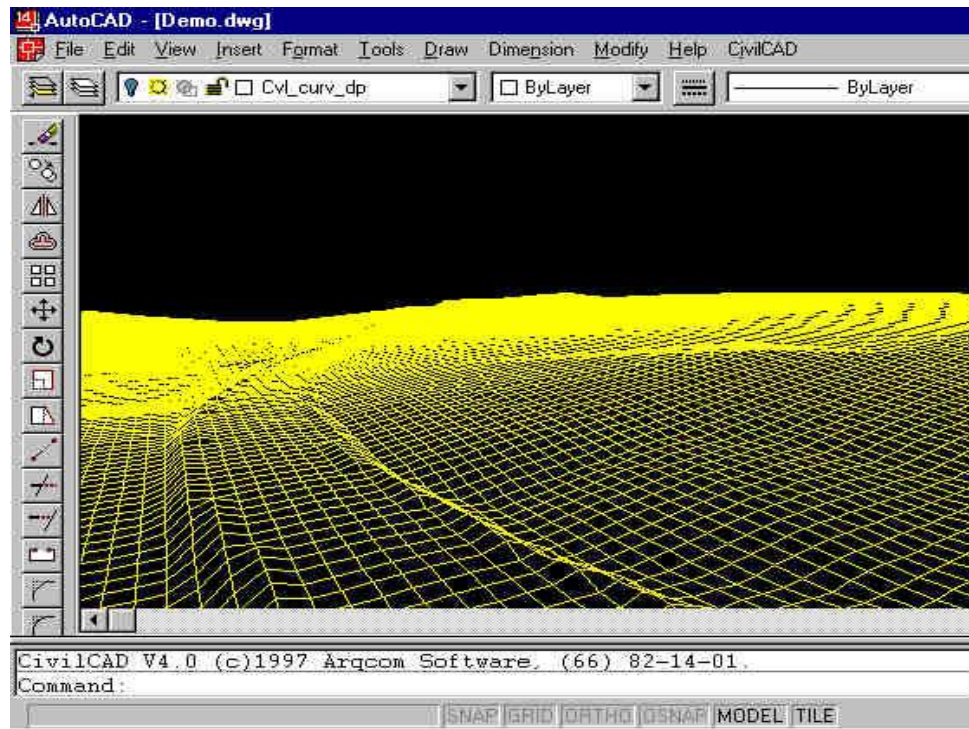 AutoCAD - [Demo.dwg]
File Edit View Insert Format Tools Draw Dimension Modify Help CivilCAD
Cvl_curv_dp ByLayer ByLayer
CivilCAD V4.0 (c)1997 Arqcom Software, (66) 82-14-01.
Command:
SNAP GRID ORTHO OSNAP MODEL TILE